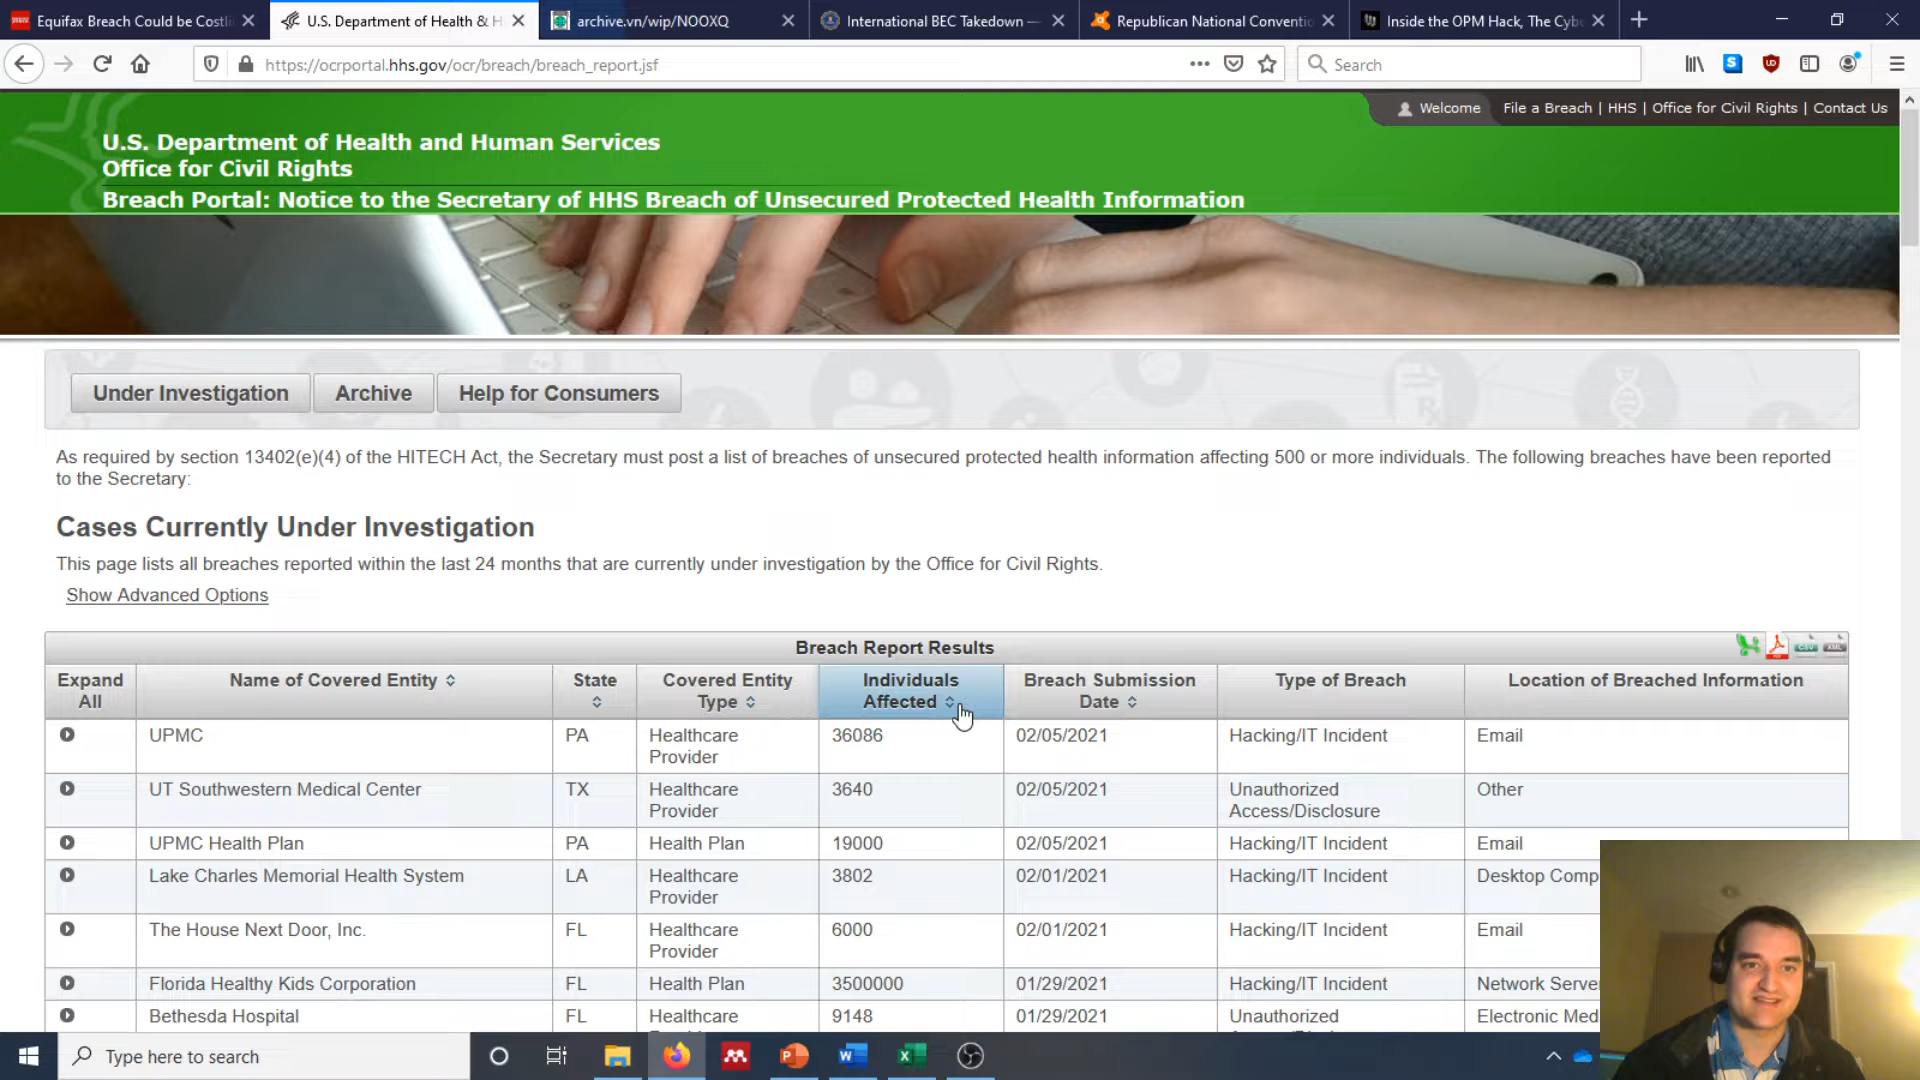 Equifax Breach Could be Costli
U.S. Department of Health & H
archive.vn/wip/NOOXQ
International BEC Takedown —
Republican National Conventio
Inside the OPM Hack, The Cybe
https://ocrportal.hhs.gov/ocr/breach/breach_report.jsf
Search
Welcome File a Breach | HHS | Office for Civil Rights | Contact Us
U.S. Department of Health and Human Services
Office for Civil Rights
Breach Portal: Notice to the Secretary of HHS Breach of Unsecured Protected Health Information
Under Investigation Archive Help for Consumers
As required by section 13402(e)(4) of the HITECH Act, the Secretary must post a list of breaches of unsecured protected health information affecting 500 or more individuals. The following breaches have been reported
to the Secretary:
Cases Currently Under Investigation
This page lists all breaches reported within the last 24 months that are currently under investigation by the Office for Civil Rights.
Show Advanced Options
Breach Report Results
Expand All Name of Covered Entity State Covered Entity Type Individuals Affected Breach Submission Date Type of Breach Location of Breached Information
UPMC PA Healthcare Provider 36086 02/05/2021 Hacking/IT Incident Email
UT Southwestern Medical Center TX Healthcare Provider 3640 02/05/2021 Unauthorized Access/Disclosure Other
UPMC Health Plan PA Health Plan 19000 02/05/2021 Hacking/IT Incident Email
Lake Charles Memorial Health System LA Healthcare Provider 3802 02/01/2021 Hacking/IT Incident Desktop Comp
The House Next Door, Inc. FL Healthcare Provider 6000 02/01/2021 Hacking/IT Incident Email
Florida Healthy Kids Corporation FL Health Plan 3500000 01/29/2021 Hacking/IT Incident Network Serve
Bethesda Hospital FL Healthcare 9148 01/29/2021 Unauthorized Electronic Med
Type here to search